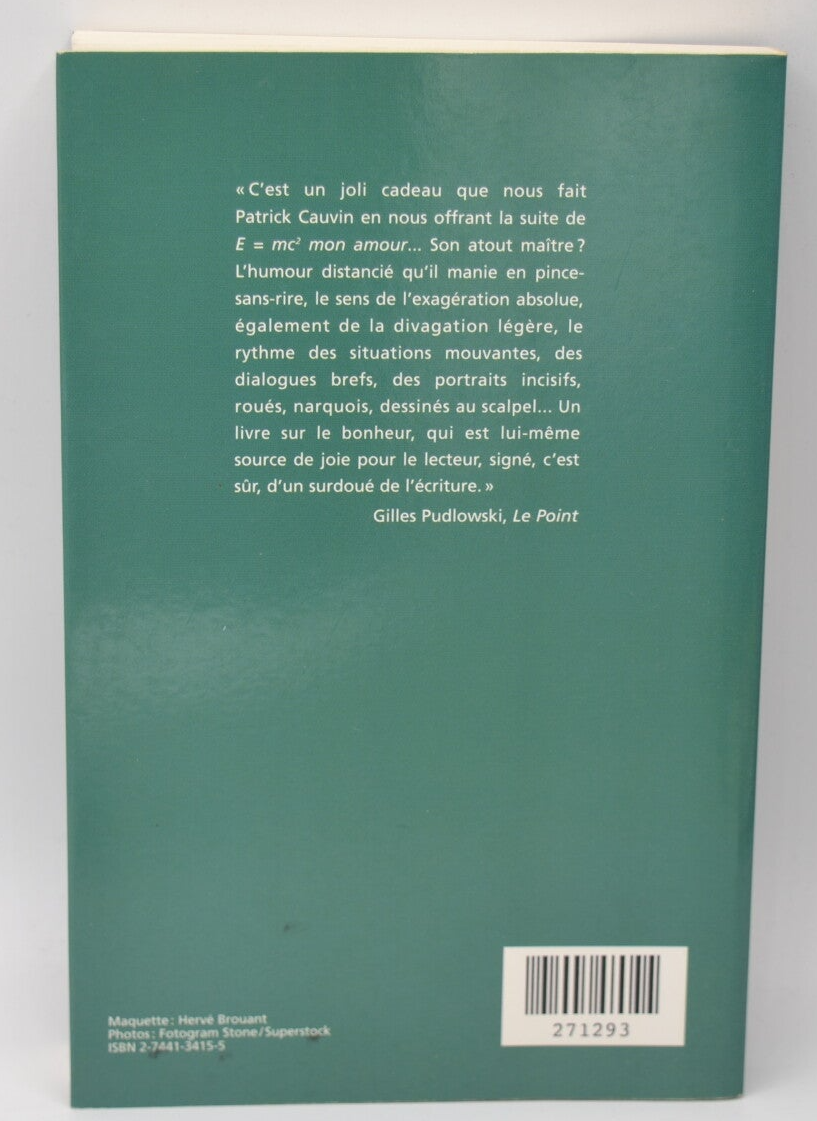 « C'est un joli cadeau que nous fait
Patrick Cauvin en nous offrant la suite de
E = mc² mon amour... Son atout maître ?
L'humour distancié qu'il manie en pince-
sans-rire, le sens de l'exagération absolue,
également de la divagation légère, le
rythme des situations mouvantes, des
dialogues brefs, des portraits incisifs,
roués, narquois, dessinés au scalpel... Un
livre sur le bonheur, qui est lui-même
source de joie pour le lecteur, signé, c'est
sûr, d'un surdoué de l'écriture. »
Gilles Pudlowski, Le Point
Maquette : Hervé Brouant
Photos : Fotogram Stone / Superstock
ISBN 2-7441-3415-5
271293